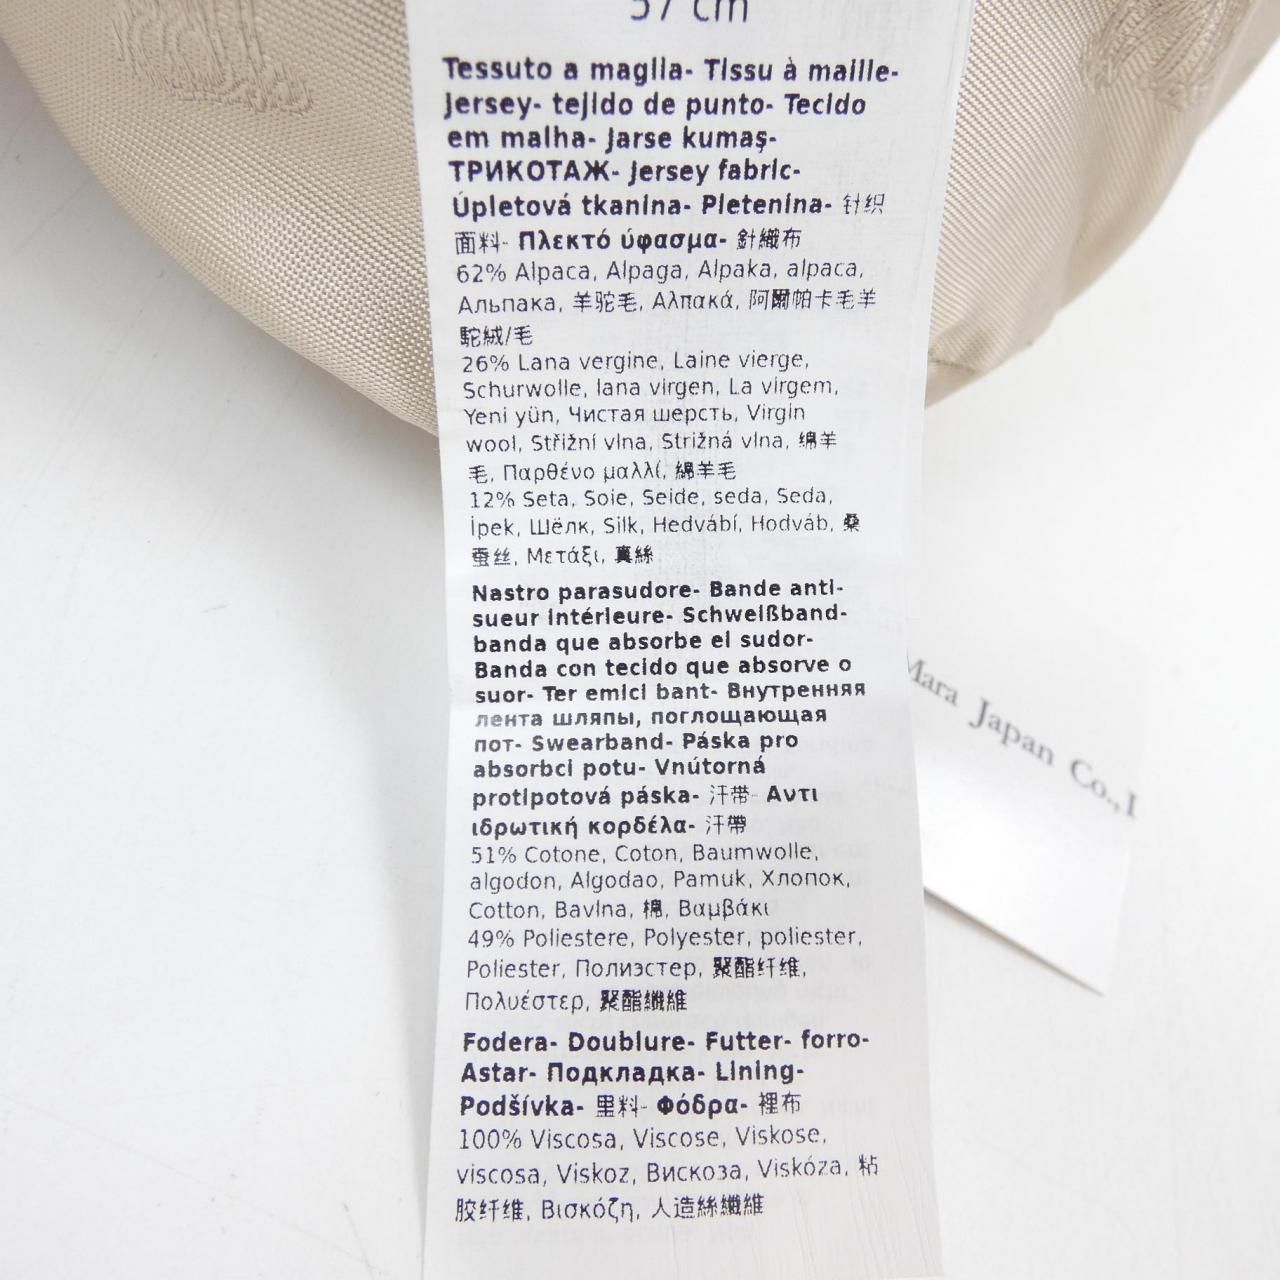 57 cm
Tessuto a maglia- Tissu à maille-
Jersey- tejido de punto- Tecido
em malha- Jarse kumaş-
ТРИКОТАЖ- Jersey fabric-
Úpletová tkanina- Pletenina- 针织
面料- Πλεκτό ύφασμα- 針織布
62% Alpaca, Alpaga, Alpaka, alpaca,
Альпака, 羊驼毛, Αλπακά, 阿爾帕卡毛羊
駝絨/毛
26% Lana vergine, Laine vierge,
Schurwolle, lana virgen, La virgem,
Yeni yün, Чистая шерсть, Virgin
wool, Střižní vlna, Strižná vlna, 绵羊
毛, Παρθένο μαλλί, 綿羊毛
12% Seta, Soie, Seide, seda, Seda,
İpek, Шёлк, Silk, Hedvábí, Hodváb, 桑
蚕丝, Μετάξι, 真絲
Nastro parasudore- Bande anti-
sueur intérieure- Schweißband-
banda que absorbe el sudor-
Banda con tecido que absorve o
suor- Ter emici bant- Внутренняя
лента шляпы, поглощающая
пот- Swearband- Páska pro
absorbci potu- Vnútorná
protipotová páska- 汗带- Αντι
ιδρωτική κορδέλα- 汗帶
51% Cotone, Coton, Baumwolle,
algodon, Algodao, Pamuk, Хлопок,
Cotton, Bavlna, 棉, Βαμβάκι
49% Poliestere, Polyester, poliester,
Poliester, Полиэстер, 聚酯纤维,
Πολυέστερ, 聚酯纖維
Fodera- Doublure- Futter- forro-
Astar- Подкладка- Lining-
Podšívka- 里料- Φόδρα- 裡布
100% Viscosa, Viscose, Viskose,
viscosa, Viskoz, Вискоза, Viskóza, 粘
胶纤维, Βισκόζη, 人造絲纖維
Mara Japan Co., I